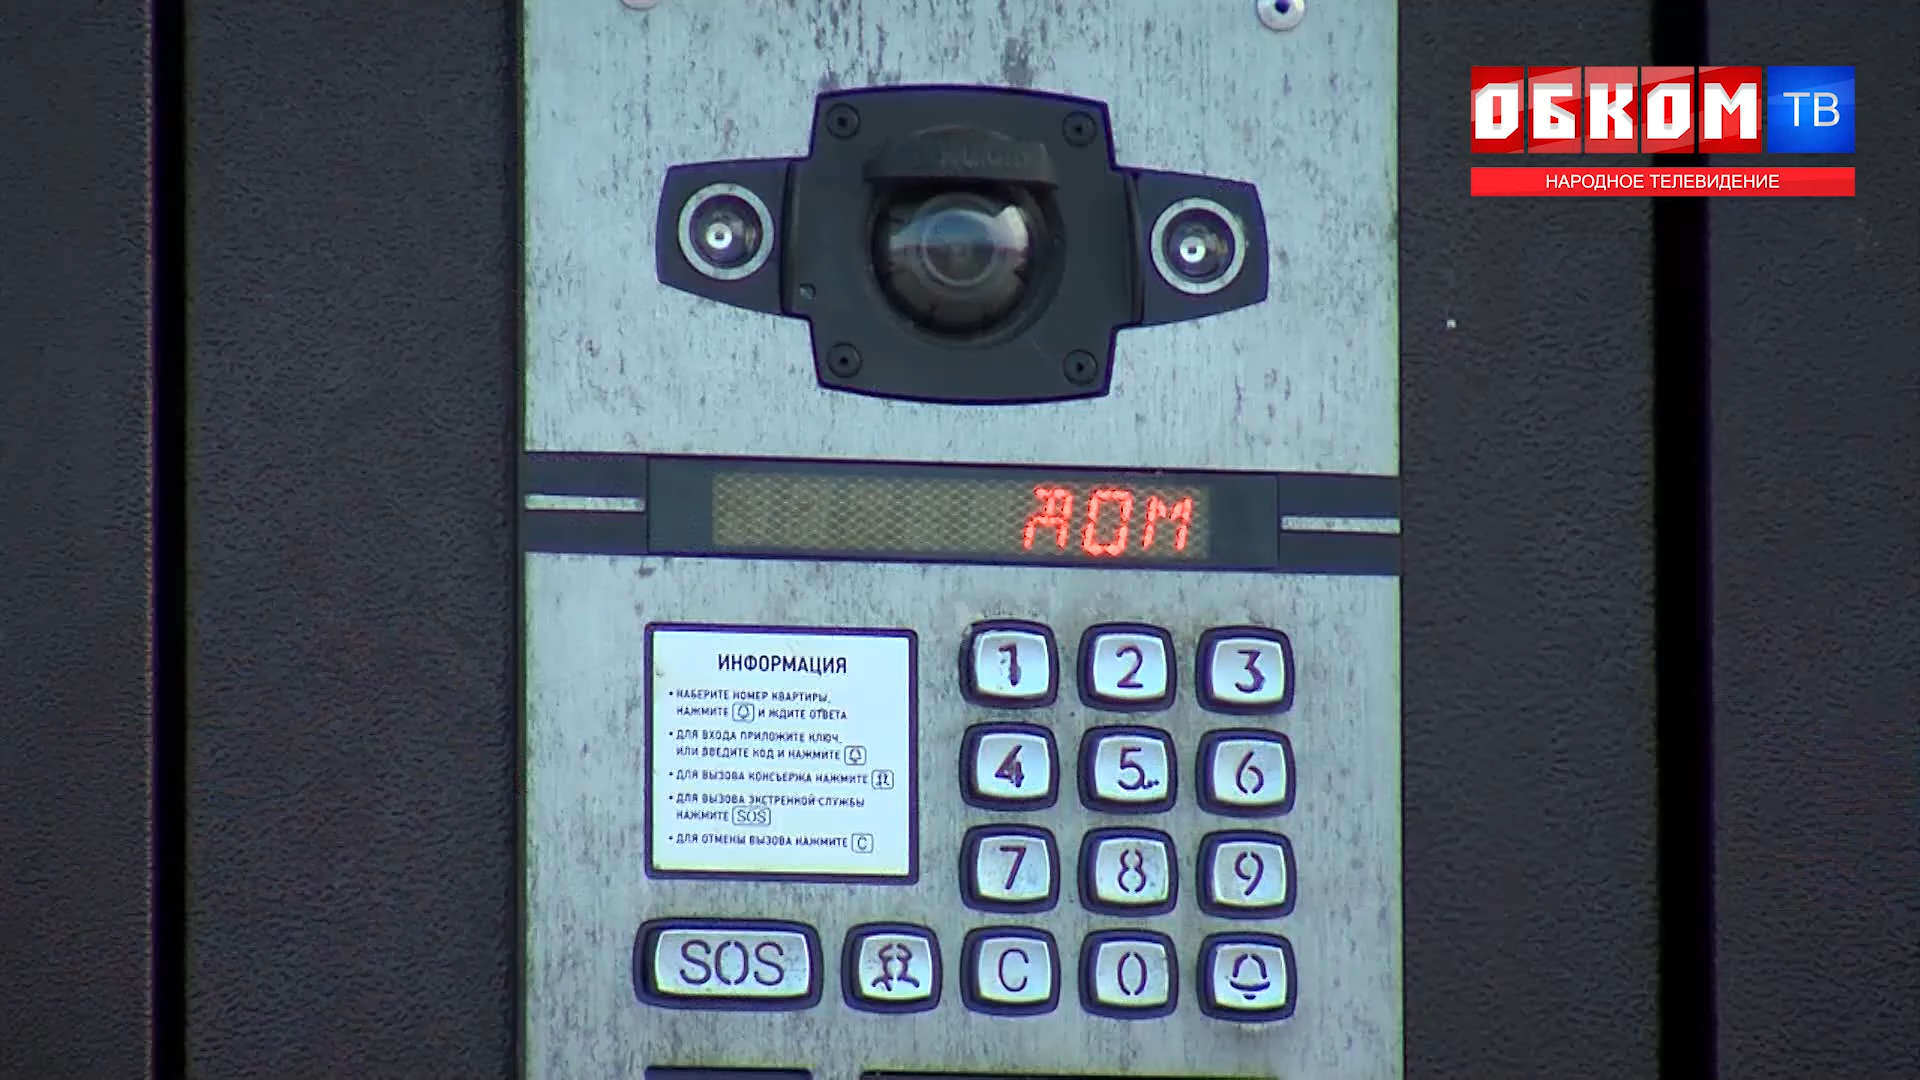 ОБКОМ ТВ
НАРОДНОЕ ТЕЛЕВИДЕНИЕ
ДОМ
ИНФОРМАЦИЯ
• НАБЕРИТЕ НОМЕР КВАРТИРЫ,
НАЖМИТЕ И ЖДИТЕ ОТВЕТА
• ДЛЯ ВХОДА ПРИЛОЖИТЕ КЛЮЧ,
ИЛИ ВВЕДИТЕ КОД И НАЖМИТЕ
• ДЛЯ ВЫЗОВА КОНСЬЕРЖА НАЖМИТЕ
• ДЛЯ ВЫЗОВА ЭКСТРЕННОЙ СЛУЖБЫ
НАЖМИТЕ SOS
• ДЛЯ ОТМЕНЫ ВЫЗОВА НАЖМИТЕ C
1 2 3
4 5 6
7 8 9
SOS C 0